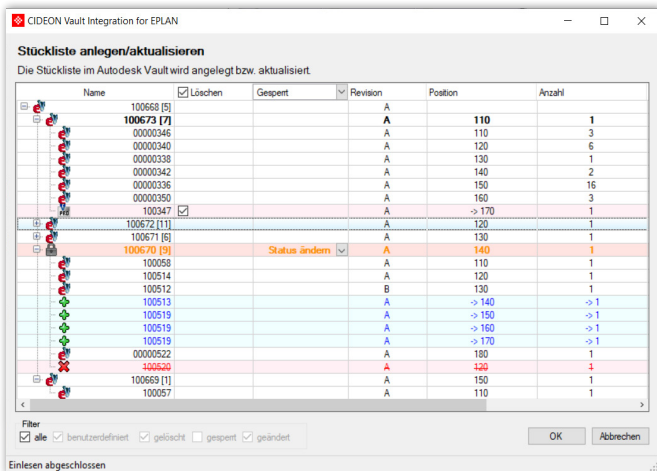 CIDEON Vault Integration for EPLAN
Stückliste anlegen/aktualisieren
Die Stückliste im Autodesk Vault wird angelegt bzw. aktualisiert.
Name Löschen Gesperrt Revision Position Anzahl
100668 [5] A
100673 [7] A 110 1
00000346 A 110 3
00000340 A 120 6
00000338 A 130 1
00000342 A 140 2
00000336 A 150 16
00000350 A 160 3
100347 A -> 170 1
100672 [11] A 120 1
100671 [6] A 130 1
100670 [9] Status ändern A 140 1
100058 A 110 1
100514 A 120 1
100512 B 130 1
100513 A -> 140 -> 1
100519 A -> 150 -> 1
100519 A -> 160 -> 1
100519 A -> 170 -> 1
00000522 A 180 1
100520 A 120 1
100669 [1] A 150 1
100057 A 110 1
Filter
alle benutzerdefiniert gelöscht gesperrt geändert
OK Abbrechen
Einlesen abgeschlossen